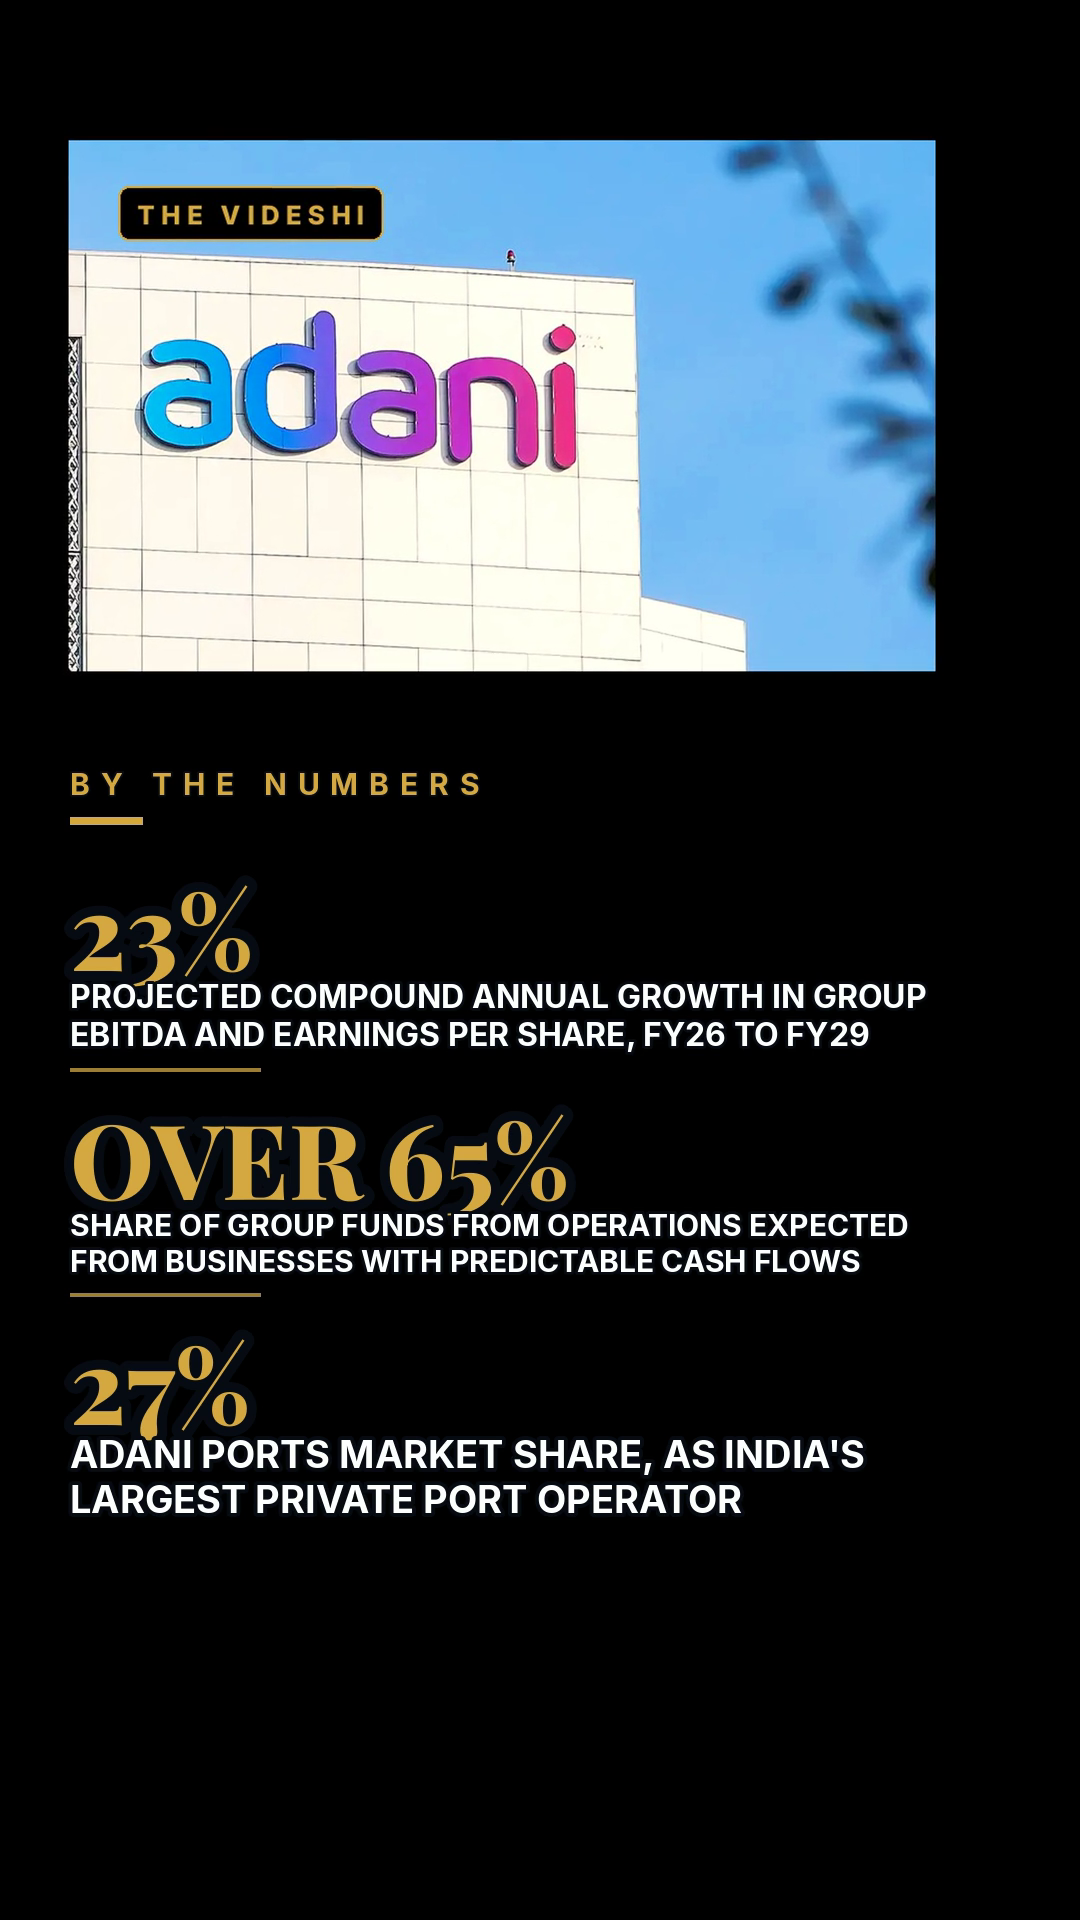 THE VIDESHI
adani
BY THE NUMBERS
23%
PROJECTED COMPOUND ANNUAL GROWTH IN GROUP
EBITDA AND EARNINGS PER SHARE, FY26 TO FY29
OVER 65%
SHARE OF GROUP FUNDS FROM OPERATIONS EXPECTED
FROM BUSINESSES WITH PREDICTABLE CASH FLOWS
27%
ADANI PORTS MARKET SHARE, AS INDIA'S
LARGEST PRIVATE PORT OPERATOR